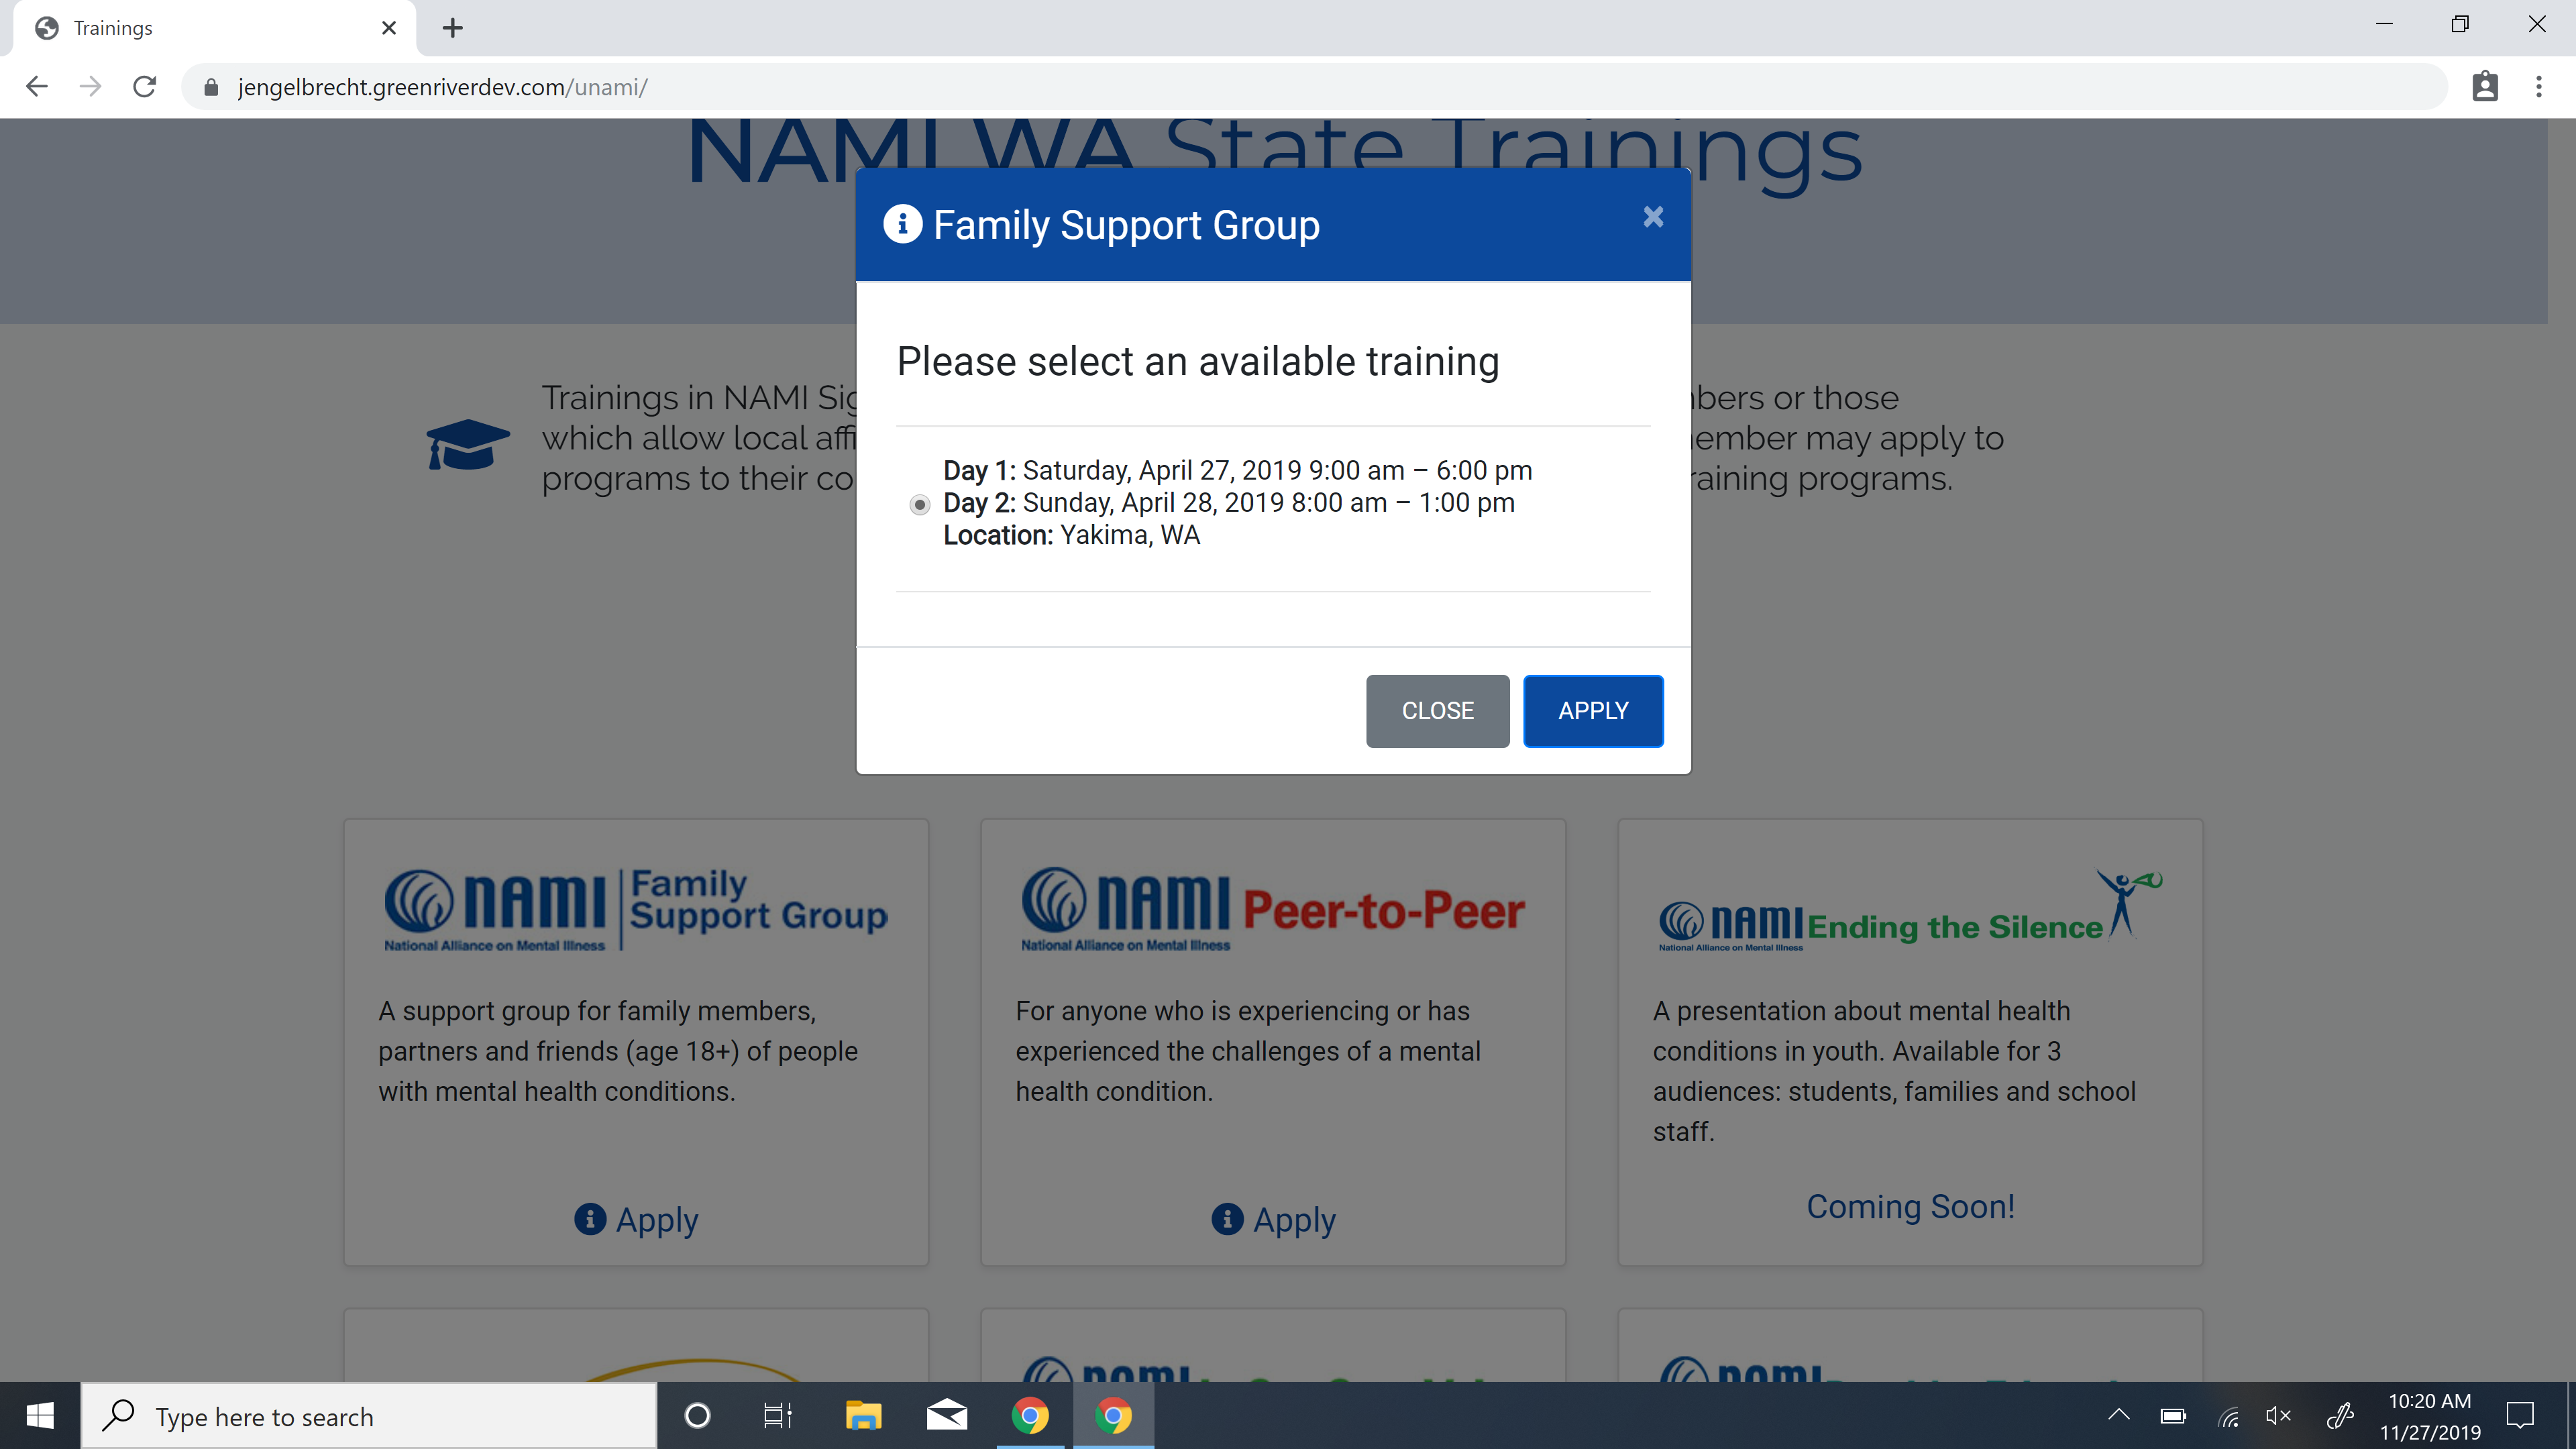 Trainings
jengelbrecht.greenriverdev.com/unami/
NAMI WA State Trainings
Family Support Group
×
Please select an available training
Trainings in NAMI Sig
which allow local affi
programs to their co
bers or those
ember may apply to
raining programs.
Day 1: Saturday, April 27, 2019 9:00 am – 6:00 pm
Day 2: Sunday, April 28, 2019 8:00 am – 1:00 pm
Location: Yakima, WA
CLOSE
APPLY
NAMI Family Support Group
National Alliance on Mental Illness
A support group for family members,
partners and friends (age 18+) of people
with mental health conditions.
Apply
NAMI Peer-to-Peer
National Alliance on Mental Illness
For anyone who is experiencing or has
experienced the challenges of a mental
health condition.
Apply
NAMI Ending the Silence
National Alliance on Mental Illness
A presentation about mental health
conditions in youth. Available for 3
audiences: students, families and school
staff.
Coming Soon!
NAMI
NAMI
Type here to search
10:20 AM
11/27/2019